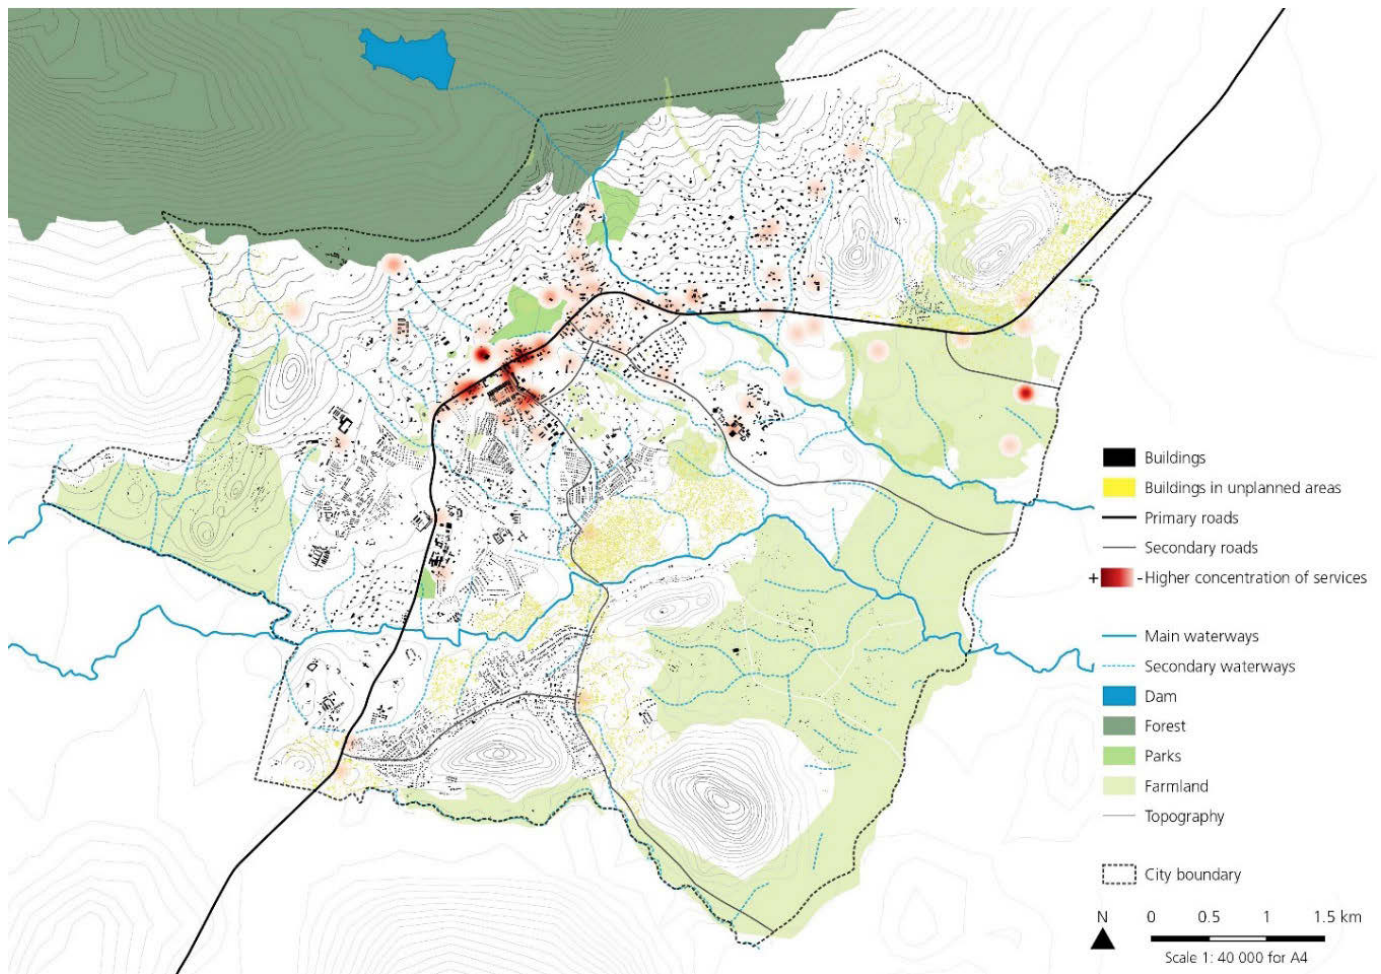 Buildings
Buildings in unplanned areas
Primary roads
Secondary roads
+ - Higher concentration of services
Main waterways
Secondary waterways
Dam
Forest
Parks
Farmland
Topography
City boundary
N 0 0.5 1 1.5 km
Scale 1: 40 000 for A4